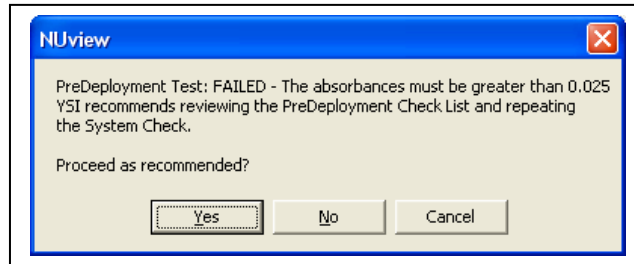 NUview
PreDeployment Test: FAILED - The absorbances must be greater than 0.025
YSI recommends reviewing the PreDeployment Check List and repeating
the System Check.
Proceed as recommended?
Yes
No
Cancel